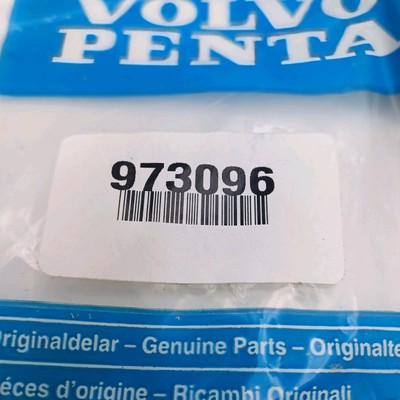 VOLVO
PENTA
973096
Originaldelar – Genuine Parts – Originalte
ièces d'origine – Ricambi Originali